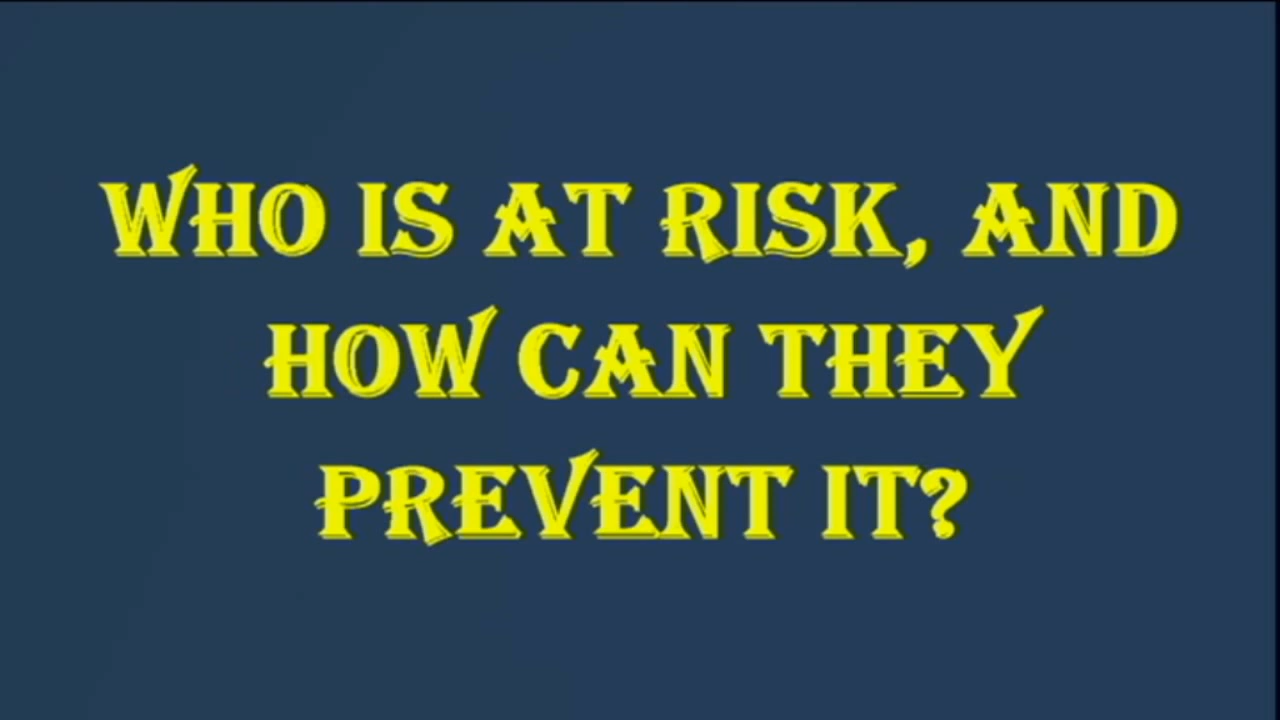 WHO IS AT RISK, AND
HOW CAN THEY
PREVENT IT?